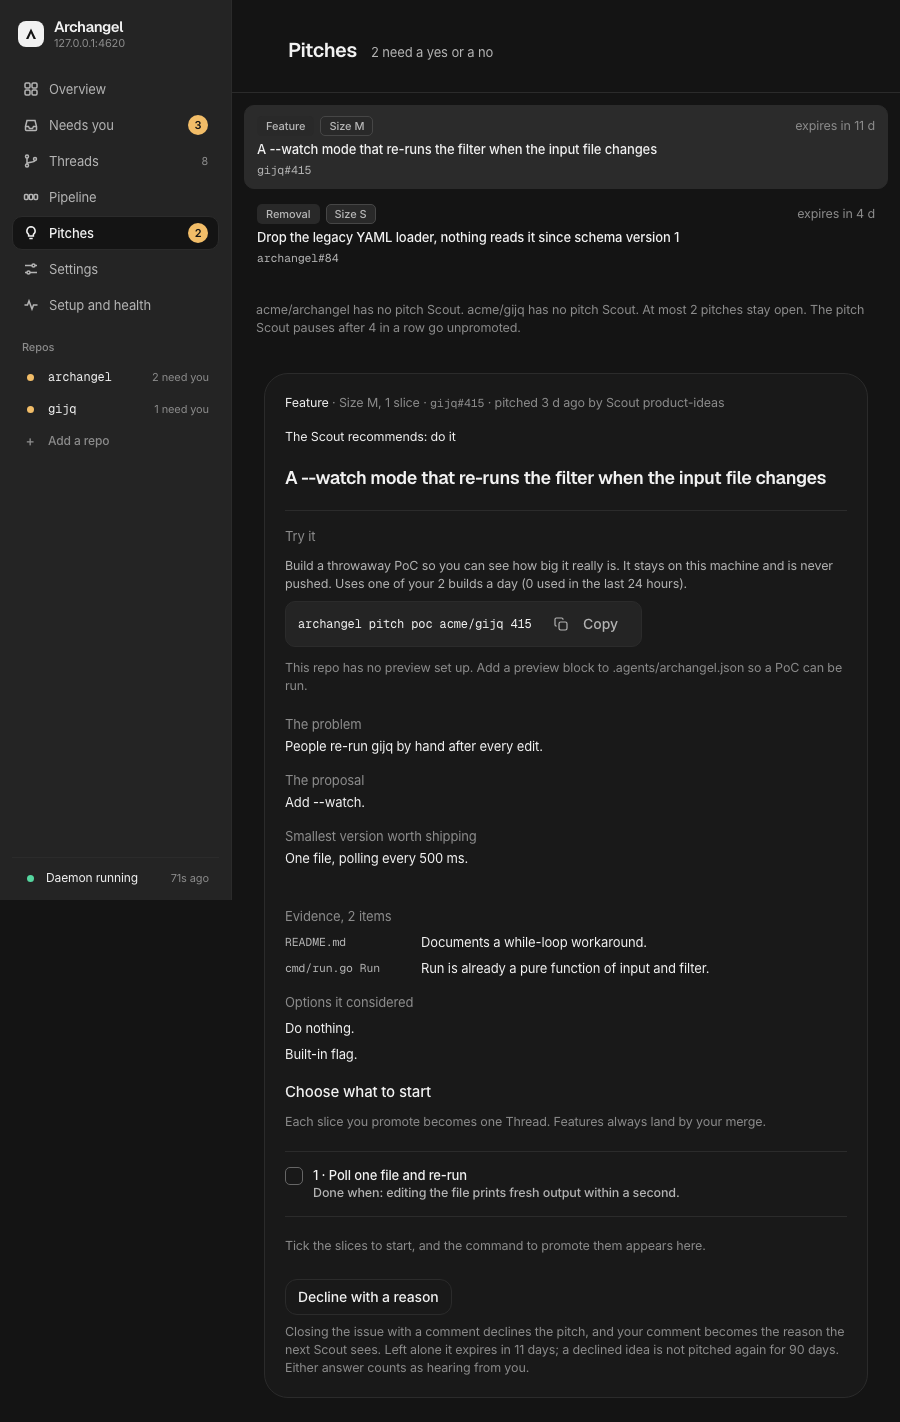 Archangel
127.0.0.1:4620
Overview
Needs you 3
Threads 8
Pipeline
Pitches 2
Settings
Setup and health
Repos
archangel 2 need you
gijq 1 need you
+ Add a repo
Daemon running 71s ago
Pitches 2 need a yes or a no
Feature Size M expires in 11 d
A --watch mode that re-runs the filter when the input file changes
gijq#415
Removal Size S expires in 4 d
Drop the legacy YAML loader, nothing reads it since schema version 1
archangel#84
acme/archangel has no pitch Scout. acme/gijq has no pitch Scout. At most 2 pitches stay open. The pitch
Scout pauses after 4 in a row go unpromoted.
Feature · Size M, 1 slice · gijq#415 · pitched 3 d ago by Scout product-ideas
The Scout recommends: do it
A --watch mode that re-runs the filter when the input file changes
Try it
Build a throwaway PoC so you can see how big it really is. It stays on this machine and is never
pushed. Uses one of your 2 builds a day (0 used in the last 24 hours).
archangel pitch poc acme/gijq 415 Copy
This repo has no preview set up. Add a preview block to .agents/archangel.json so a PoC can be
run.
The problem
People re-run gijq by hand after every edit.
The proposal
Add --watch.
Smallest version worth shipping
One file, polling every 500 ms.
Evidence, 2 items
README.md Documents a while-loop workaround.
cmd/run.go Run Run is already a pure function of input and filter.
Options it considered
Do nothing.
Built-in flag.
Choose what to start
Each slice you promote becomes one Thread. Features always land by your merge.
1 · Poll one file and re-run
Done when: editing the file prints fresh output within a second.
Tick the slices to start, and the command to promote them appears here.
Decline with a reason
Closing the issue with a comment declines the pitch, and your comment becomes the reason the
next Scout sees. Left alone it expires in 11 days; a declined idea is not pitched again for 90 days.
Either answer counts as hearing from you.